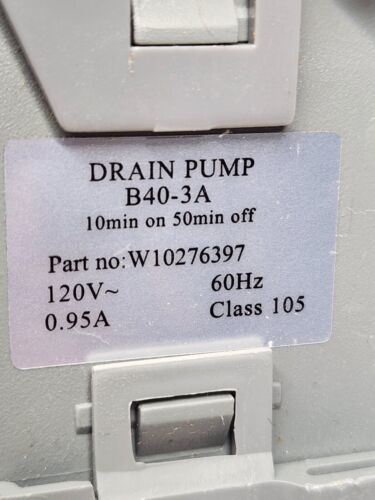 DRAIN PUMP
B40-3A
10min on 50min off
Part no:W10276397
120V~ 60Hz
0.95A Class 105